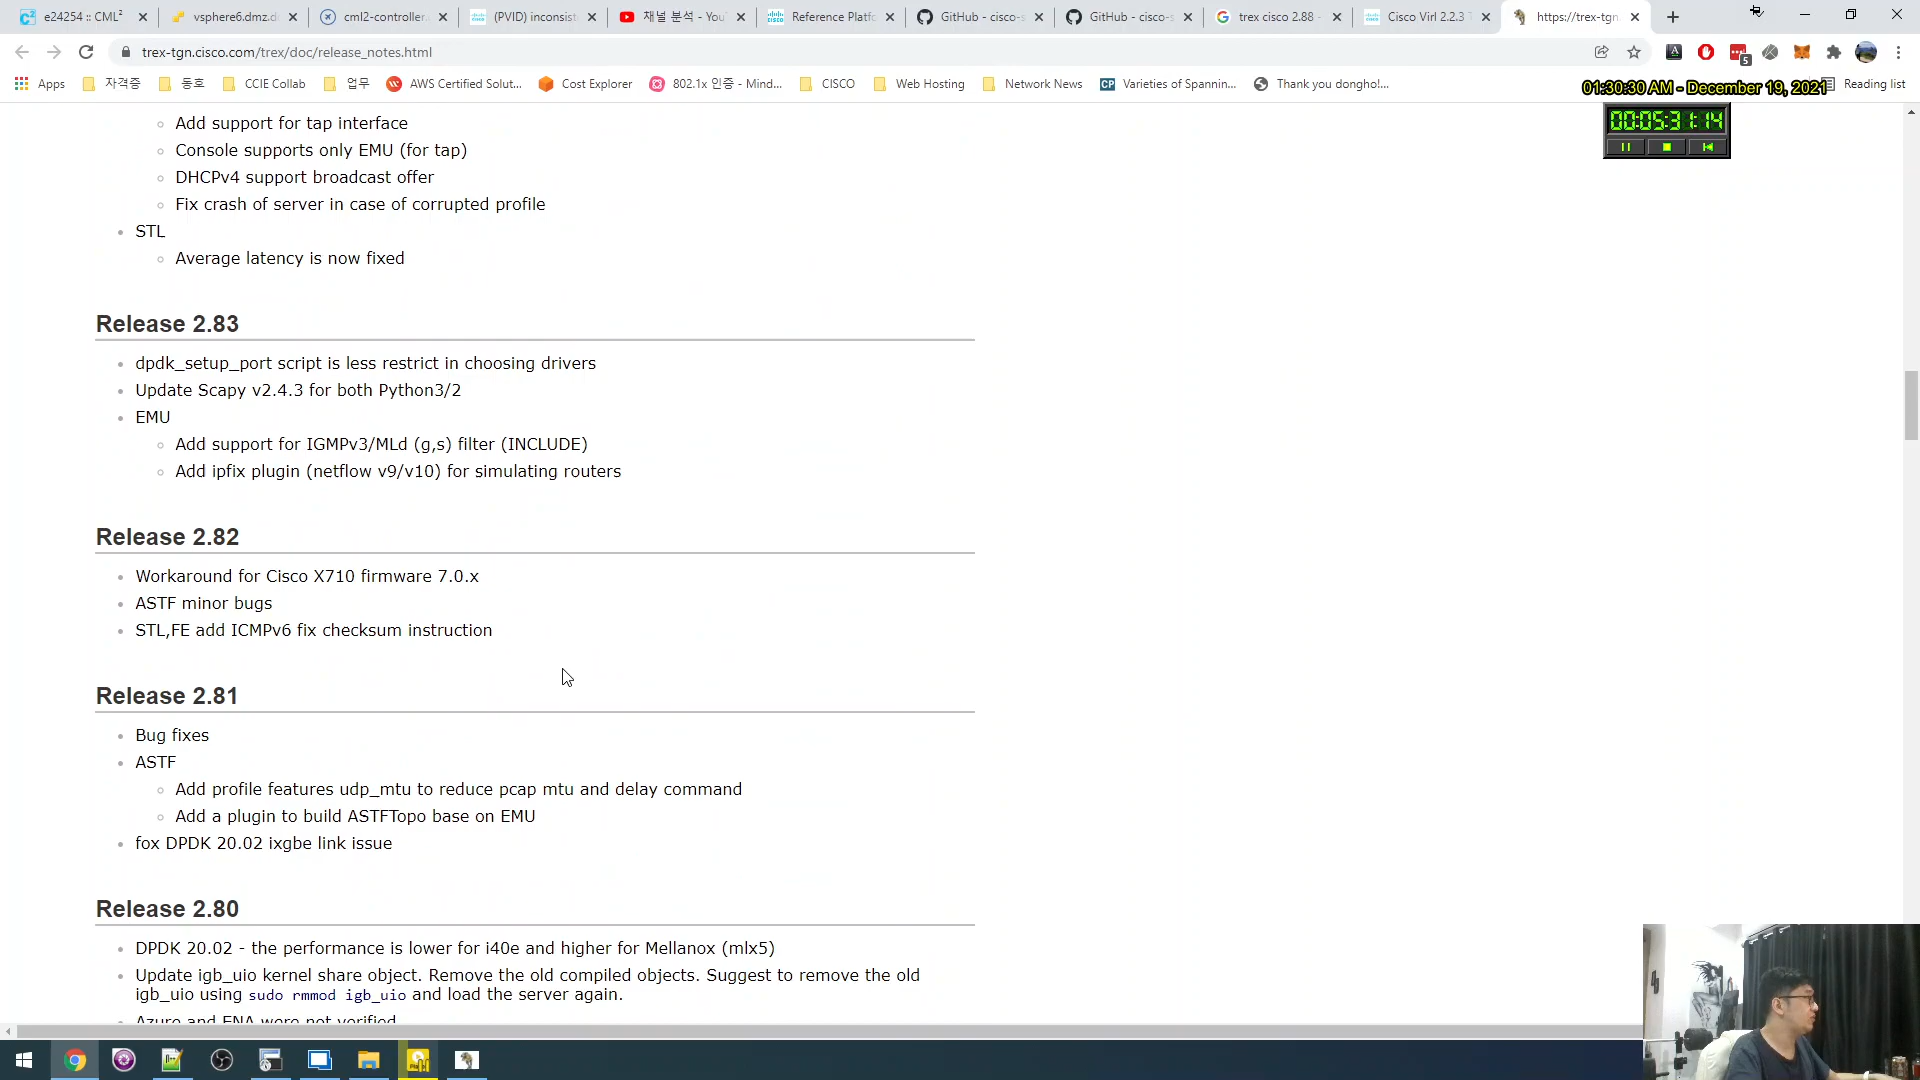 e24254 :: CML²
vsphere6.dmz.d
cml2-controller.
(PVID) inconsist
채널 분석 - You
Reference Platfo
GitHub - cisco-s
GitHub - cisco-s
trex cisco 2.88 -
Cisco Virl 2.2.3 T
https://trex-tgn.
trex-tgn.cisco.com/trex/doc/release_notes.html
5
Apps
자격증
동호
CCIE Collab
업무
AWS Certified Solut...
Cost Explorer
802.1x 인증 - Mind...
CISCO
Web Hosting
Network News
CP
Varieties of Spannin...
Thank you dongho!...
Reading list
01:30:30 AM - December 19, 2021
00:05:31:14
Add support for tap interface
Console supports only EMU (for tap)
DHCPv4 support broadcast offer
Fix crash of server in case of corrupted profile
STL
Average latency is now fixed
Release 2.83
dpdk_setup_port script is less restrict in choosing drivers
Update Scapy v2.4.3 for both Python3/2
EMU
Add support for IGMPv3/MLd (g,s) filter (INCLUDE)
Add ipfix plugin (netflow v9/v10) for simulating routers
Release 2.82
Workaround for Cisco X710 firmware 7.0.x
ASTF minor bugs
STL,FE add ICMPv6 fix checksum instruction
Release 2.81
Bug fixes
ASTF
Add profile features udp_mtu to reduce pcap mtu and delay command
Add a plugin to build ASTFTopo base on EMU
fox DPDK 20.02 ixgbe link issue
Release 2.80
DPDK 20.02 - the performance is lower for i40e and higher for Mellanox (mlx5)
Update igb_uio kernel share object. Remove the old compiled objects. Suggest to remove the old
igb_uio using sudo rmmod igb_uio and load the server again.
Azure and ENA were not verified